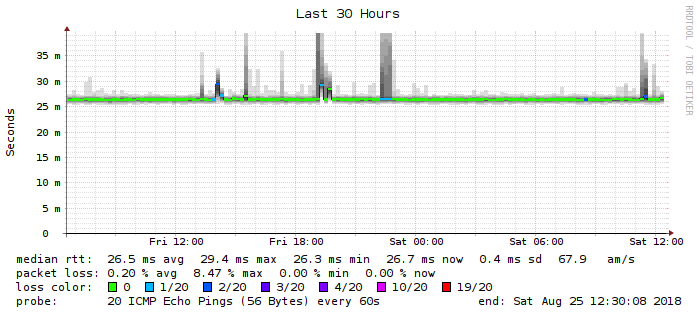 Last 30 Hours
RRDTOOL / TOBI OETIKER
Seconds
35 m
30 m
25 m
20 m
15 m
10 m
5 m
0
Fri 12:00 Fri 18:00 Sat 00:00 Sat 06:00 Sat 12:00
median rtt: 26.5 ms avg 29.4 ms max 26.3 ms min 26.7 ms now 0.4 ms sd 67.9 am/s
packet loss: 0.20 % avg 8.47 % max 0.00 % min 0.00 % now
loss color: 0 1/20 2/20 3/20 4/20 10/20 19/20
probe: 20 ICMP Echo Pings (56 Bytes) every 60s end: Sat Aug 25 12:30:08 2018